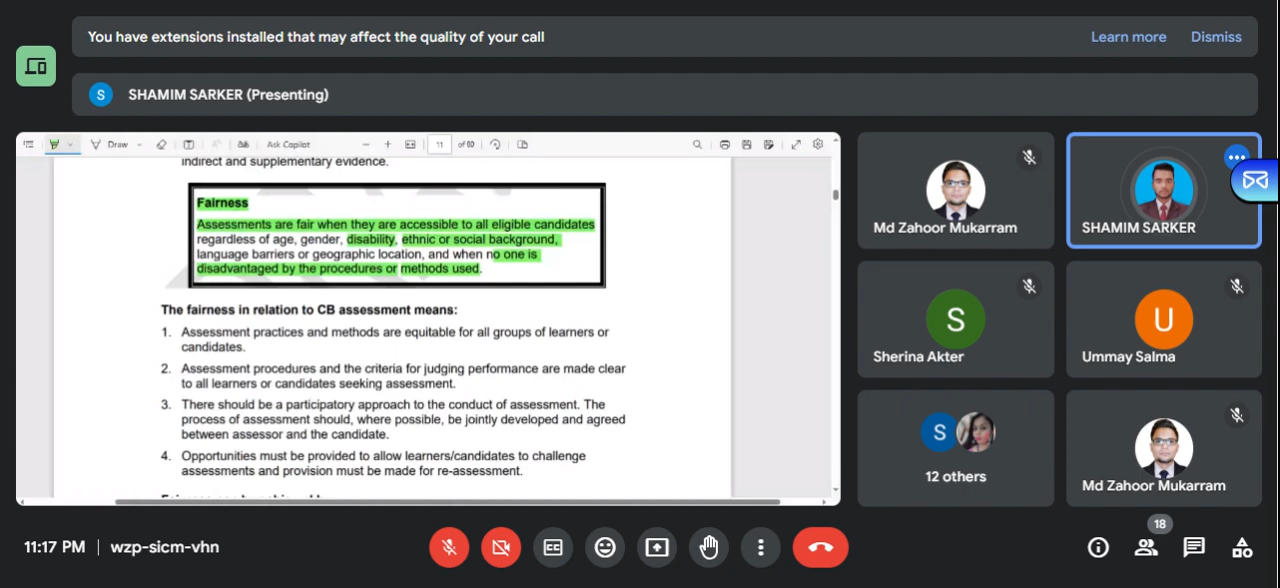 You have extensions installed that may affect the quality of your call
Learn more
Dismiss
S
SHAMIM SARKER (Presenting)
Draw
Ask Copilot
11
of 80
indirect and supplementary evidence.
Fairness
Assessments are fair when they are accessible to all eligible candidates
regardless of age, gender, disability, ethnic or social background,
language barriers or geographic location, and when no one is
disadvantaged by the procedures or methods used.
The fairness in relation to CB assessment means:
1. Assessment practices and methods are equitable for all groups of learners or
candidates.
2. Assessment procedures and the criteria for judging performance are made clear
to all learners or candidates seeking assessment.
3. There should be a participatory approach to the conduct of assessment. The
process of assessment should, where possible, be jointly developed and agreed
between assessor and the candidate.
4. Opportunities must be provided to allow learners/candidates to challenge
assessments and provision must be made for re-assessment.
Md Zahoor Mukarram
SHAMIM SARKER
S
Sherina Akter
U
Ummay Salma
S
12 others
Md Zahoor Mukarram
11:17 PM | wzp-sicm-vhn
18